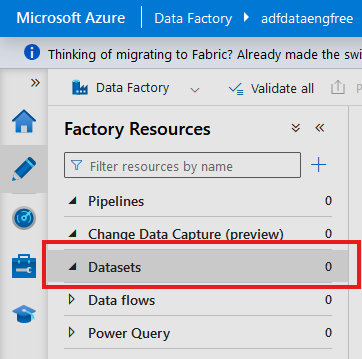 Microsoft Azure Data Factory adfdataengfree
Thinking of migrating to Fabric? Already made the swi
» Data Factory Validate all
Factory Resources «
Filter resources by name +
Pipelines 0
Change Data Capture (preview) 0
Datasets 0
Data flows 0
Power Query 0